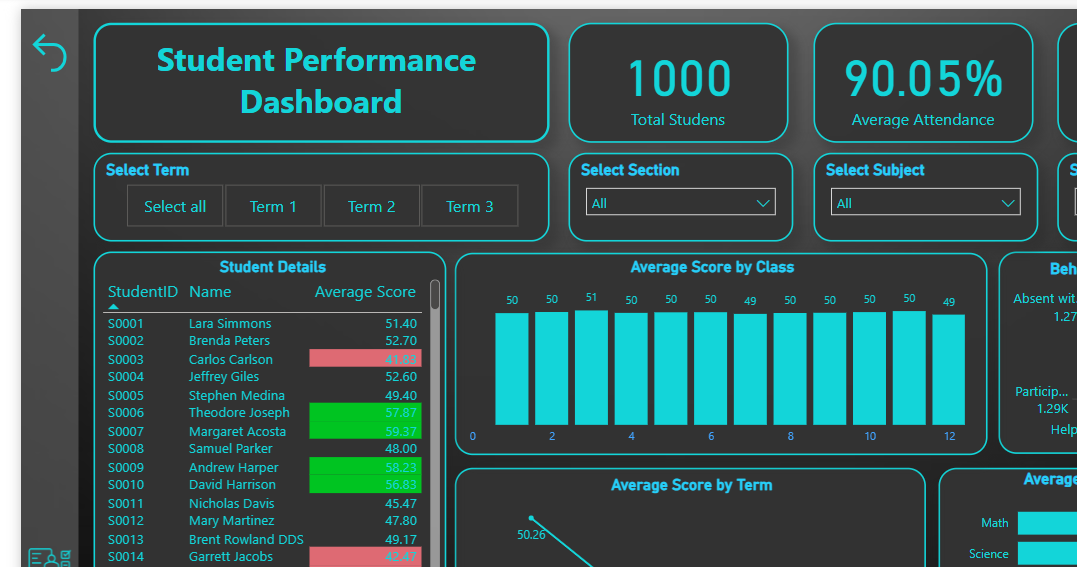 Student Performance
Dashboard
1000
Total Studens
90.05%
Average Attendance
Select Term
Select all Term 1 Term 2 Term 3
Select Section
All
Select Subject
All
Student Details
StudentID Name Average Score
S0001 Lara Simmons 51.40
S0002 Brenda Peters 52.70
S0003 Carlos Carlson
S0004 Jeffrey Giles 52.60
S0005 Stephen Medina 49.40
S0006 Theodore Joseph 57.87
S0007 Margaret Acosta 59.37
S0008 Samuel Parker 48.00
S0009 Andrew Harper 58.23
S0010 David Harrison 56.83
S0011 Nicholas Davis 45.47
S0012 Mary Martinez 47.80
S0013 Brent Rowland DDS 49.17
S0014 Garrett Jacobs 42.47
Average Score by Class
50 50 51 50 50 50 49 50 50 50 50 49
0 2 4 6 8 10 12
Beh
Absent wit...
1.27
Particip...
1.29K
Help
Average Score by Term
50.26
Average
Math
Science